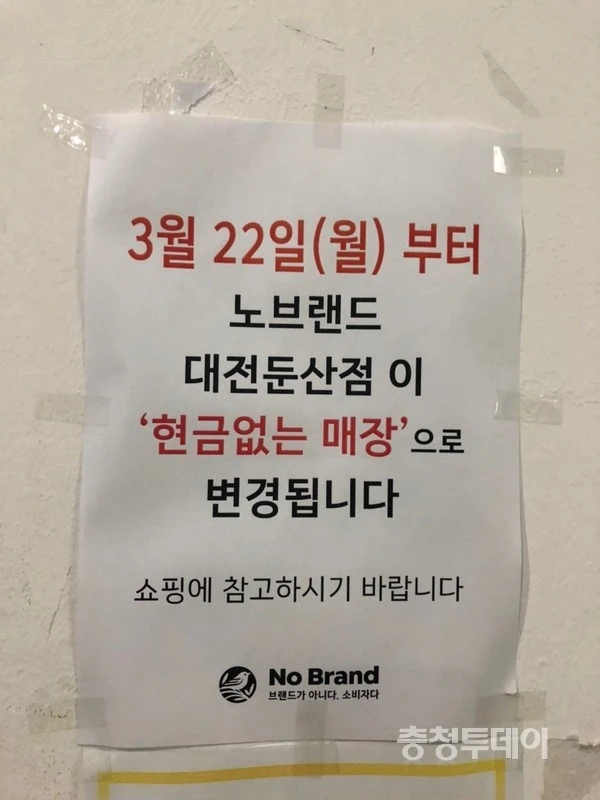 3월 22일(월) 부터
노브랜드
대전둔산점 이
‘현금없는 매장’으로
변경됩니다
쇼핑에 참고하시기 바랍니다
No Brand
브랜드가 아니다. 소비자다
충청투데이